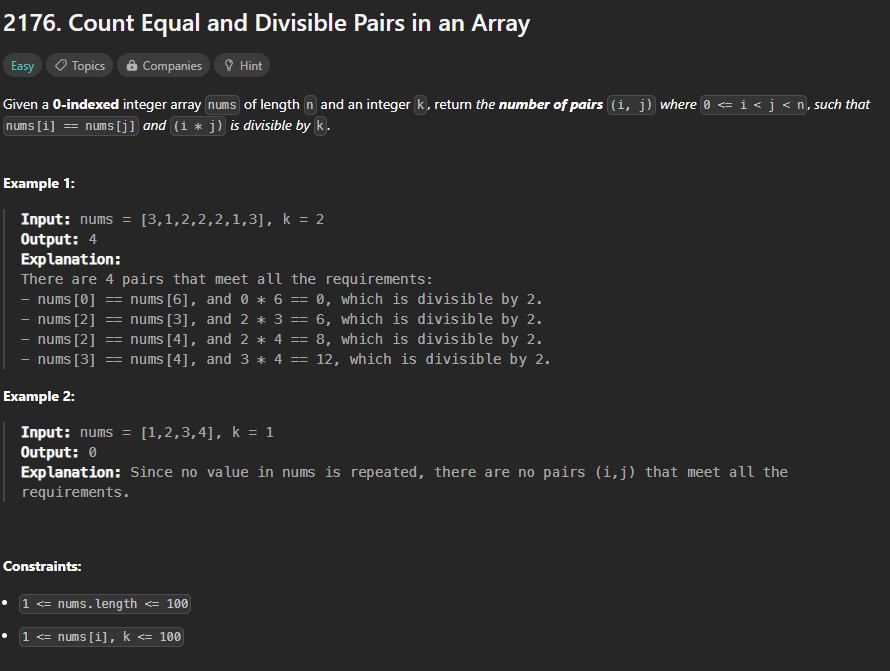 2176. Count Equal and Divisible Pairs in an Array
Easy Topics Companies Hint
Given a 0-indexed integer array nums of length n and an integer k, return the number of pairs (i, j) where 0 <= i < j < n, such that
nums[i] == nums[j] and (i * j) is divisible by k.
Example 1:
Input: nums = [3,1,2,2,2,1,3], k = 2
Output: 4
Explanation:
There are 4 pairs that meet all the requirements:
- nums[0] == nums[6], and 0 * 6 == 0, which is divisible by 2.
- nums[2] == nums[3], and 2 * 3 == 6, which is divisible by 2.
- nums[2] == nums[4], and 2 * 4 == 8, which is divisible by 2.
- nums[3] == nums[4], and 3 * 4 == 12, which is divisible by 2.
Example 2:
Input: nums = [1,2,3,4], k = 1
Output: 0
Explanation: Since no value in nums is repeated, there are no pairs (i,j) that meet all the
requirements.
Constraints:
• 1 <= nums.length <= 100
• 1 <= nums[i], k <= 100